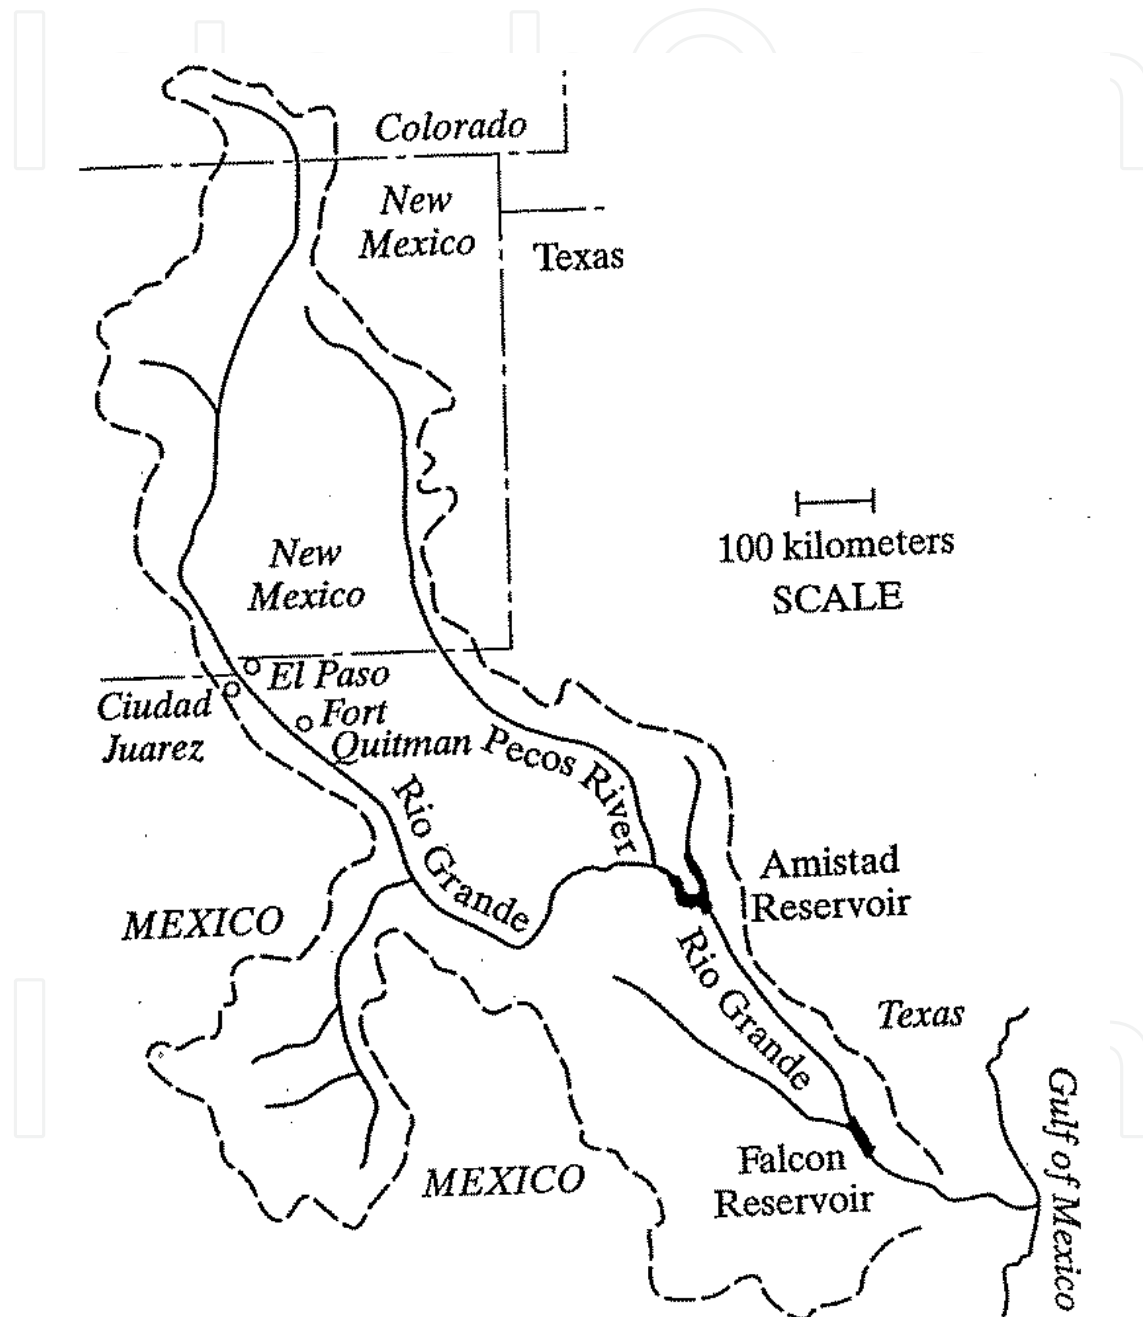 Colorado
New
Mexico
Texas
100 kilometers
SCALE
New
Mexico
El Paso
Ciudad
Juarez
Fort
Quitman
Pecos River
Rio Grande
Amistad
Reservoir
MEXICO
Rio Grande
Texas
Gulf of Mexico
Falcon
Reservoir
MEXICO